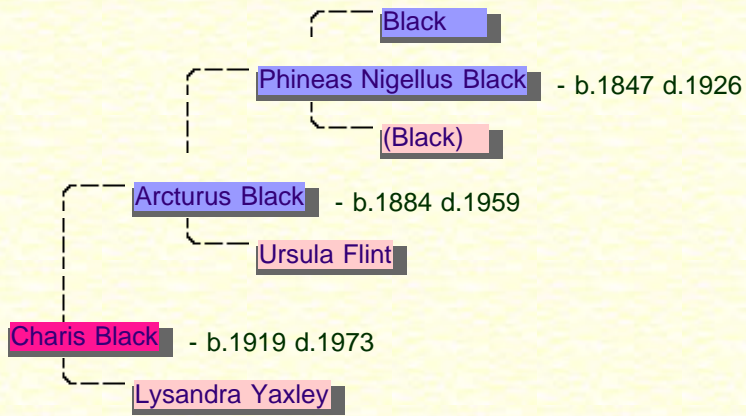 Black
Phineas Nigellus Black - b.1847 d.1926
(Black)
Arcturus Black - b.1884 d.1959
Ursula Flint
Charis Black - b.1919 d.1973
Lysandra Yaxley